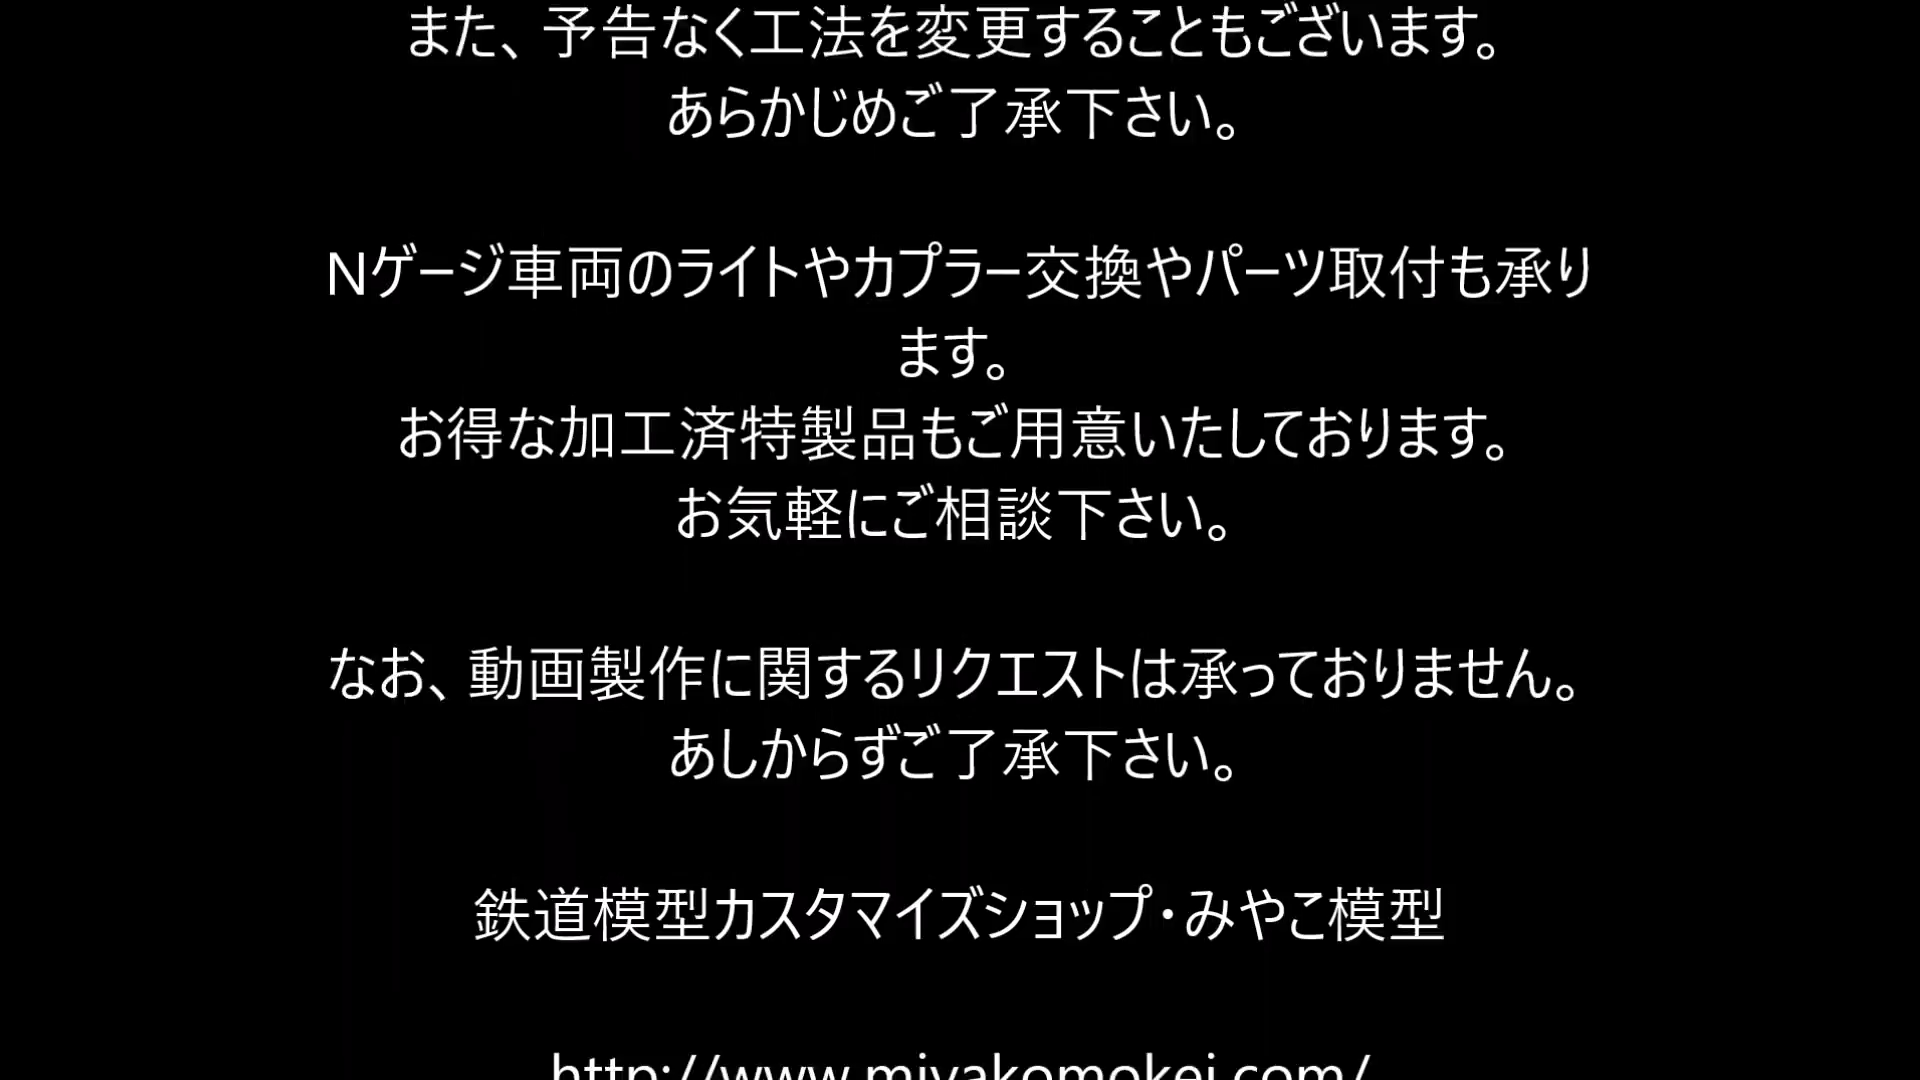 また、予告なく工法を変更することもございます。
あらかじめご了承下さい。
Nゲージ車両のライトやカプラー交換やパーツ取付も承り
ます。
お得な加工済特製品もご用意いたしております。
お気軽にご相談下さい。
なお、動画製作に関するリクエストは承っておりません。
あしからずご了承下さい。
鉄道模型カスタマイズショップ・みやこ模型
http://www.miyakomokei.com/